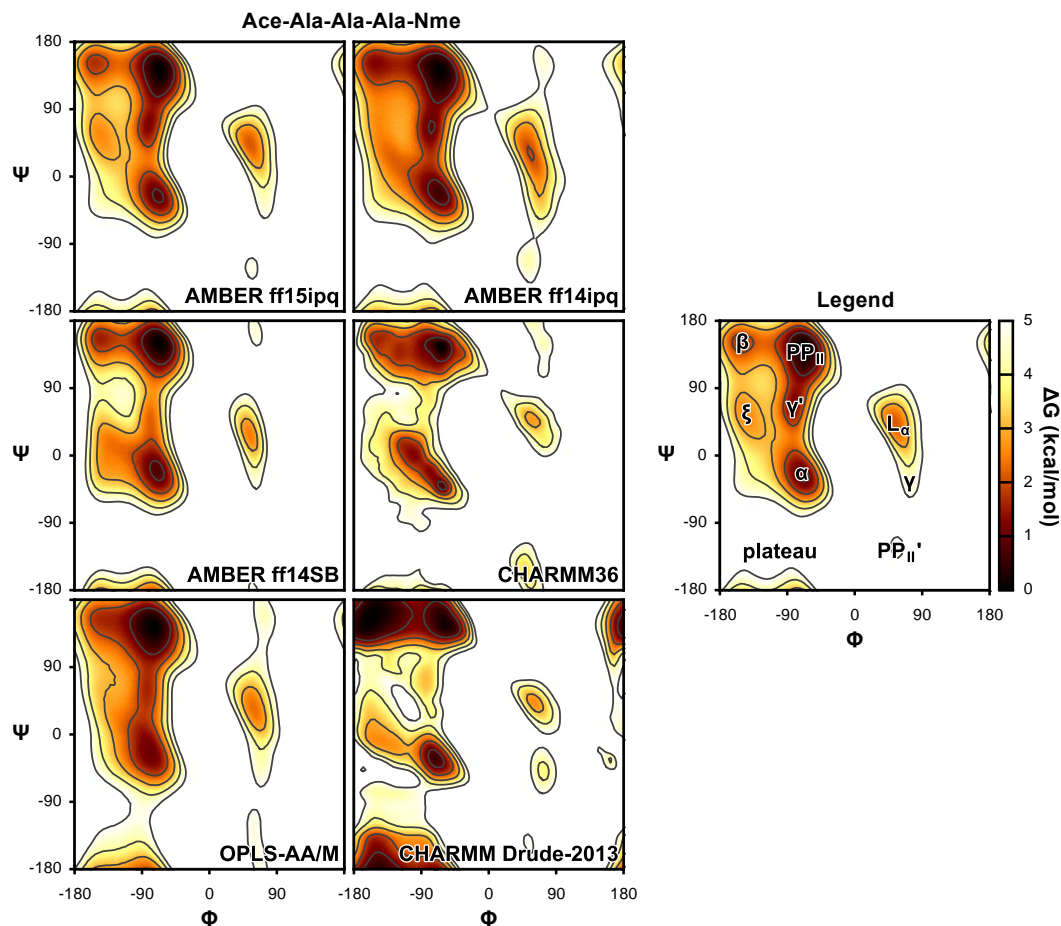 Ace-Ala-Ala-Ala-Nme
180
90
0
-90
-180
Ψ
AMBER ff15ipq
AMBER ff14ipq
90
0
-90
-180
Ψ
AMBER ff14SB
CHARMM36
90
0
-90
-180
Ψ
OPLS-AA/M
CHARMM Drude-2013
-180 -90 0 90
-180 -90 0 90 180
Φ Φ
Legend
180
90
0
-90
-180
Ψ
β PPII
ξ γ' Lα
α γ
plateau PPII'
-180 -90 0 90 180
Φ
5
4
3
2
1
0
ΔG (kcal/mol)